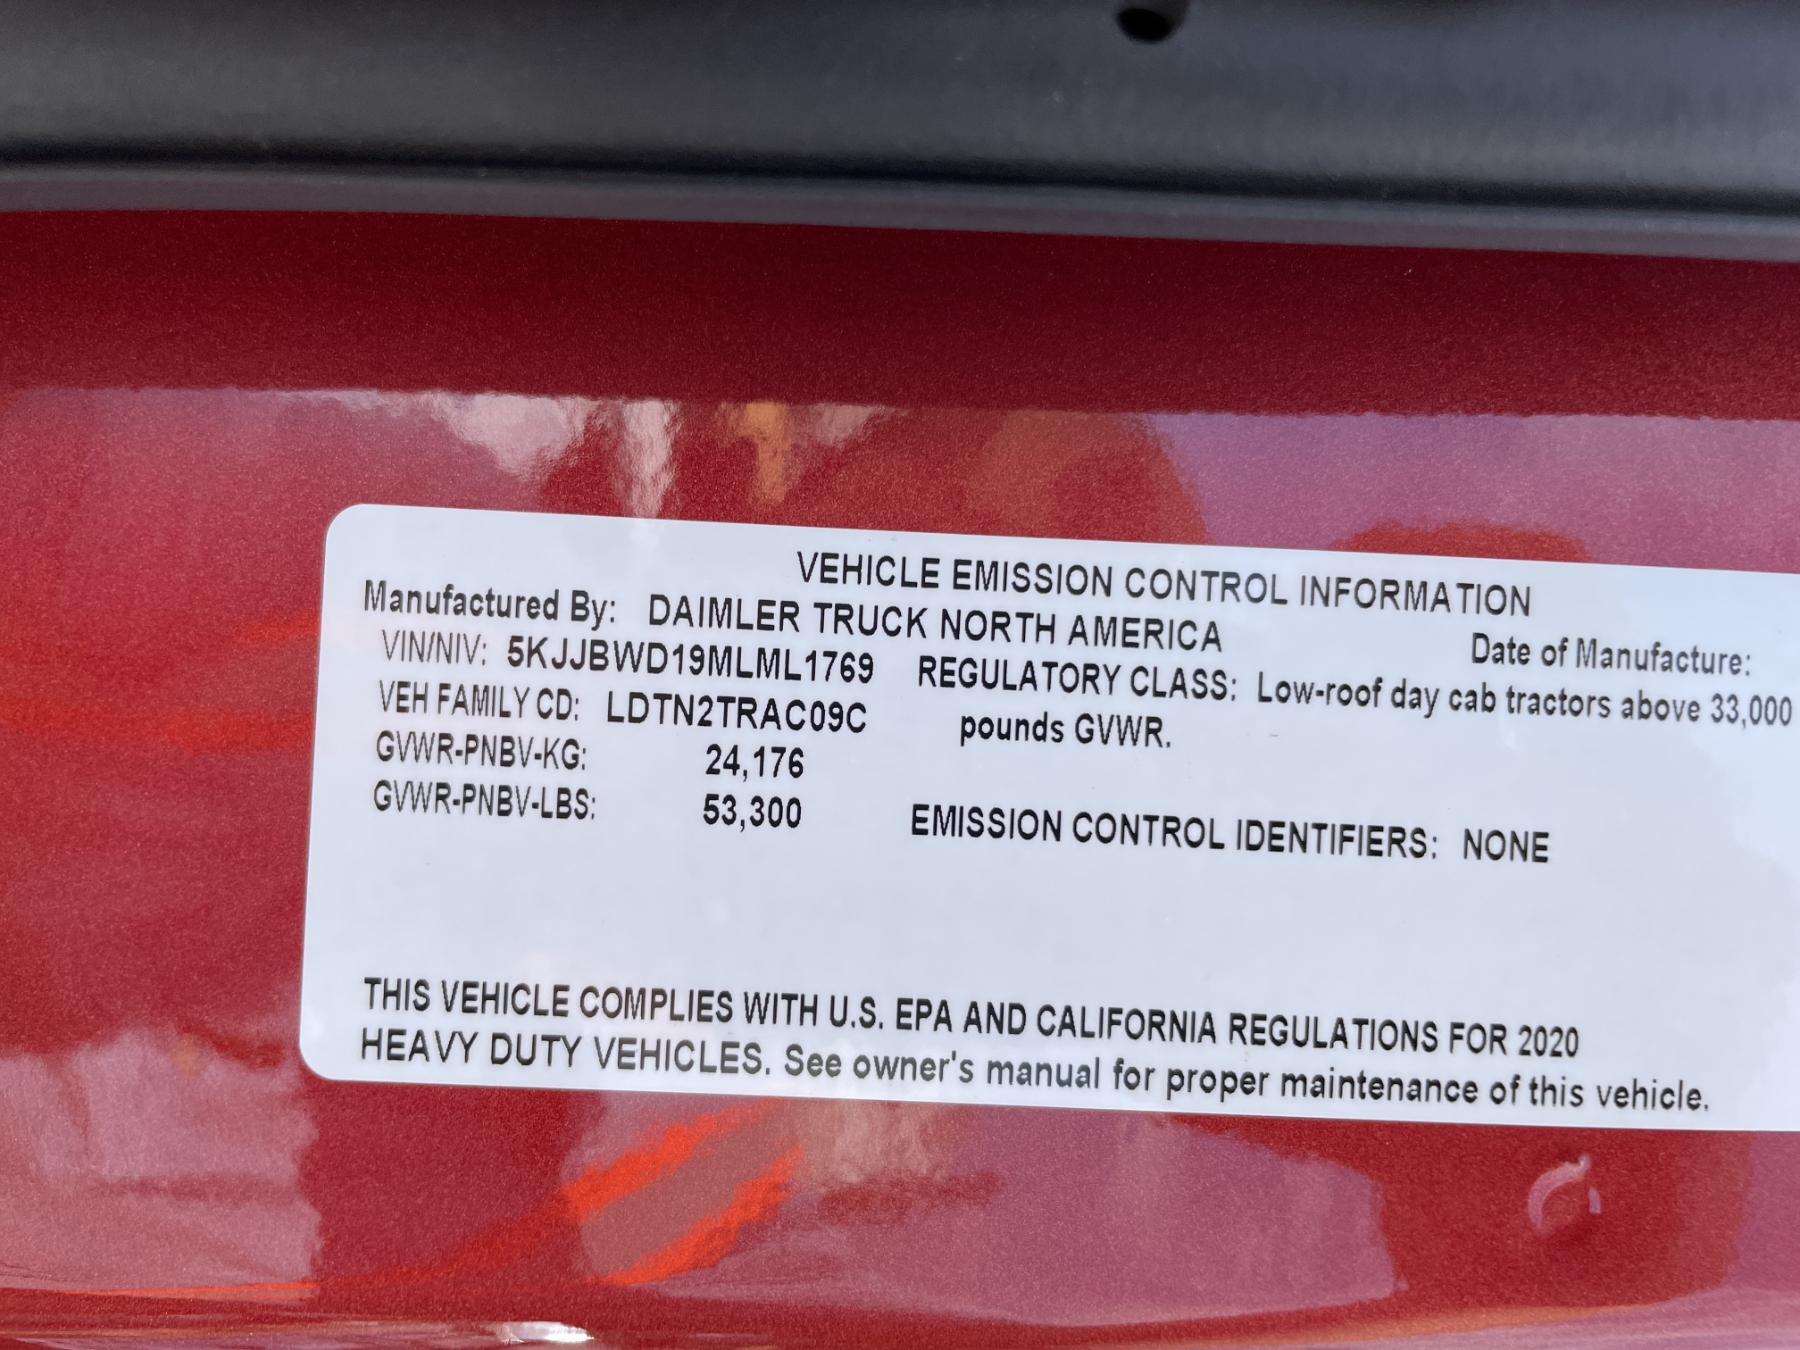 VEHICLE EMISSION CONTROL INFORMATION
Manufactured By: DAIMLER TRUCK NORTH AMERICA Date of Manufacture:
VIN/NIV: 5KJJBWD19MLML1769 REGULATORY CLASS: Low-roof day cab tractors above 33,000
VEH FAMILY CD: LDTN2TRAC09C pounds GVWR.
GVWR-PNBV-KG: 24,176
GVWR-PNBV-LBS: 53,300 EMISSION CONTROL IDENTIFIERS: NONE
THIS VEHICLE COMPLIES WITH U.S. EPA AND CALIFORNIA REGULATIONS FOR 2020
HEAVY DUTY VEHICLES. See owner's manual for proper maintenance of this vehicle.